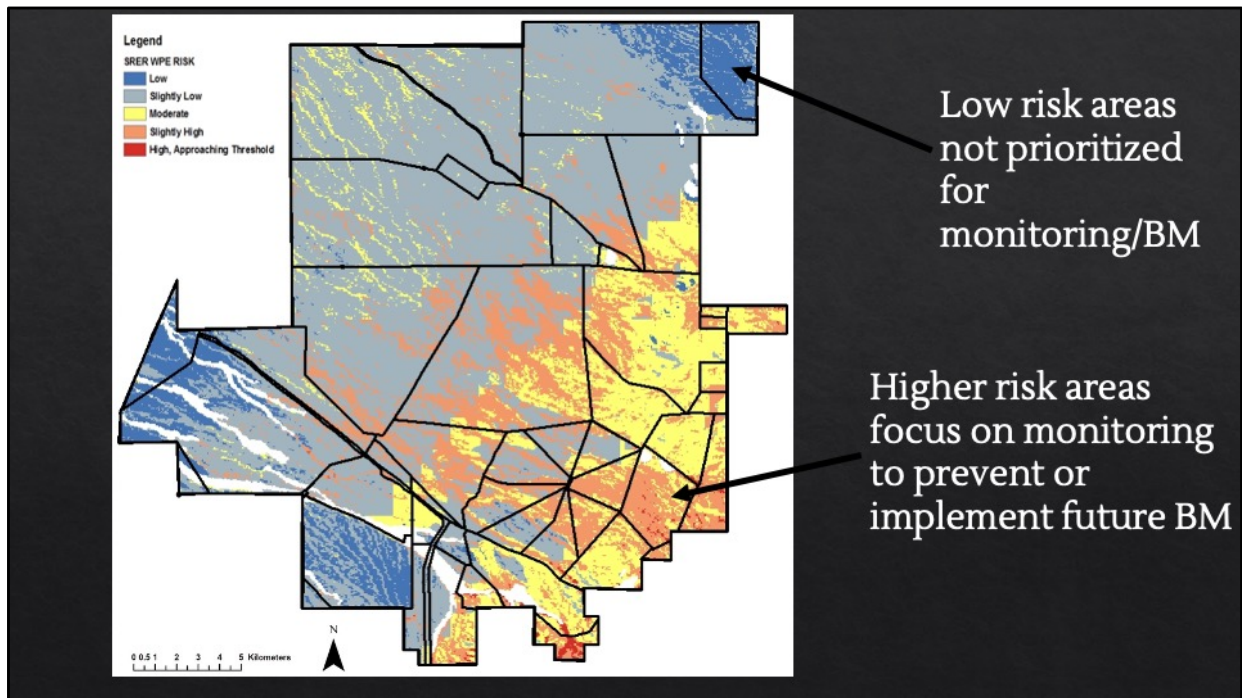 Legend
SRER WPE RISK
Low
Slightly Low
Moderate
Slightly High
High, Approaching Threshold
Low risk areas
not prioritized
for
monitoring/BM
Higher risk areas
focus on monitoring
to prevent or
implement future BM
N
0 0.5 1 2 3 4 5 Kilometers